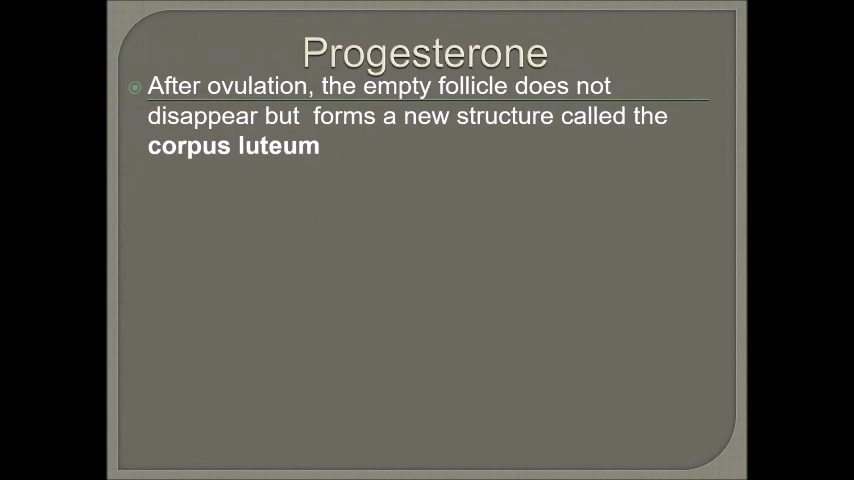 Progesterone
After ovulation, the empty follicle does not
disappear but  forms a new structure called the
corpus luteum